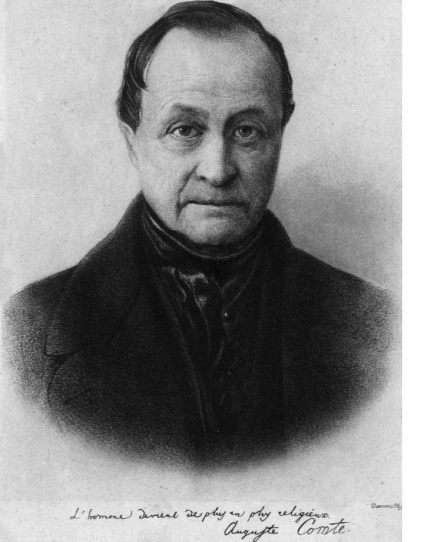 L'homme devient de plus en plus religieux.
Auguste Comte.